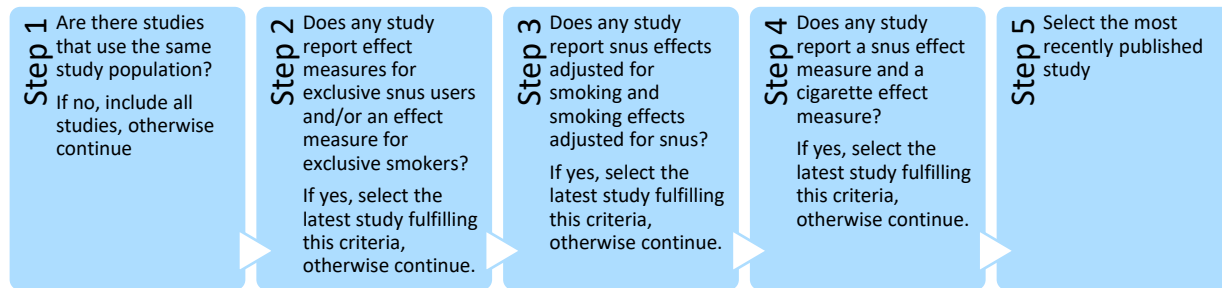 Step 1
Are there studies
that use the same
study population?
If no, include all
studies, otherwise
continue
Step 2
Does any study
report effect
measures for
exclusive snus users
and/or an effect
measure for
exclusive smokers?
If yes, select the
latest study fulfilling
this criteria,
otherwise continue.
Step 3
Does any study
report snus effects
adjusted for
smoking and
smoking effects
adjusted for snus?
If yes, select the
latest study fulfilling
this criteria,
otherwise continue.
Step 4
Does any study
report a snus effect
measure and a
cigarette effect
measure?
If yes, select the
latest study fulfilling
this criteria,
otherwise continue.
Step 5
Select the most
recently published
study